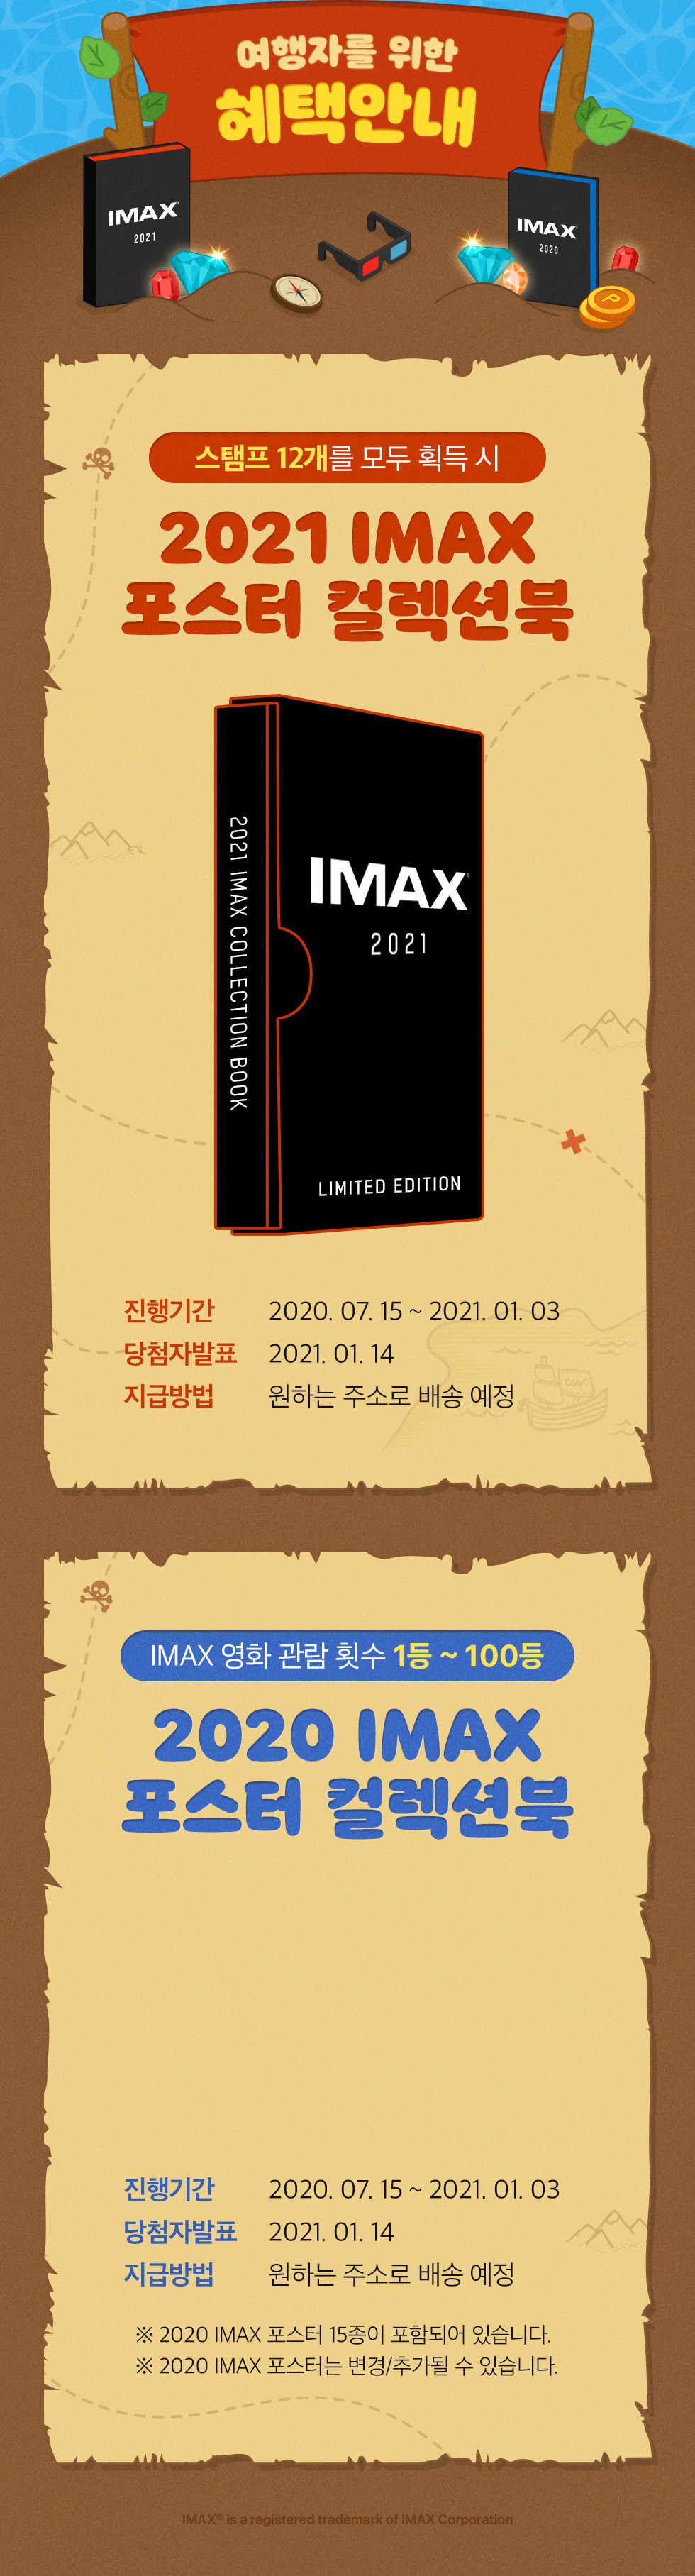 여행자를 위한
혜택안내
IMAX
2021
IMAX
2020
P
스탬프 12개를 모두 획득 시
2021 IMAX
포스터 컬렉션북
2021 IMAX COLLECTION BOOK
IMAX
2021
LIMITED EDITION
진행기간 2020. 07. 15 ~ 2021. 01. 03
당첨자발표 2021. 01. 14
지급방법 원하는 주소로 배송 예정
CGV
IMAX 영화 관람 횟수 1등 ~ 100등
2020 IMAX
포스터 컬렉션북
진행기간 2020. 07. 15 ~ 2021. 01. 03
당첨자발표 2021. 01. 14
지급방법 원하는 주소로 배송 예정
※ 2020 IMAX 포스터 15종이 포함되어 있습니다.
※ 2020 IMAX 포스터는 변경/추가될 수 있습니다.
IMAX® is a registered trademark of IMAX Corporation